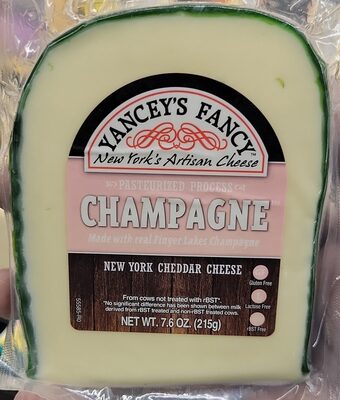 YANCEY'S FANCY
New York's Artisan Cheese
PASTEURIZED PROCESS
CHAMPAGNE
Made with real Finger Lakes Champagne
NEW YORK CHEDDAR CHEESE
Gluten Free
Lactose Free
rBST Free
From cows not treated with rBST*.
*No significant difference has been shown between milk
derived from rBST treated and non-rBST treated cows.
NET WT. 7.6 OZ. (215g)